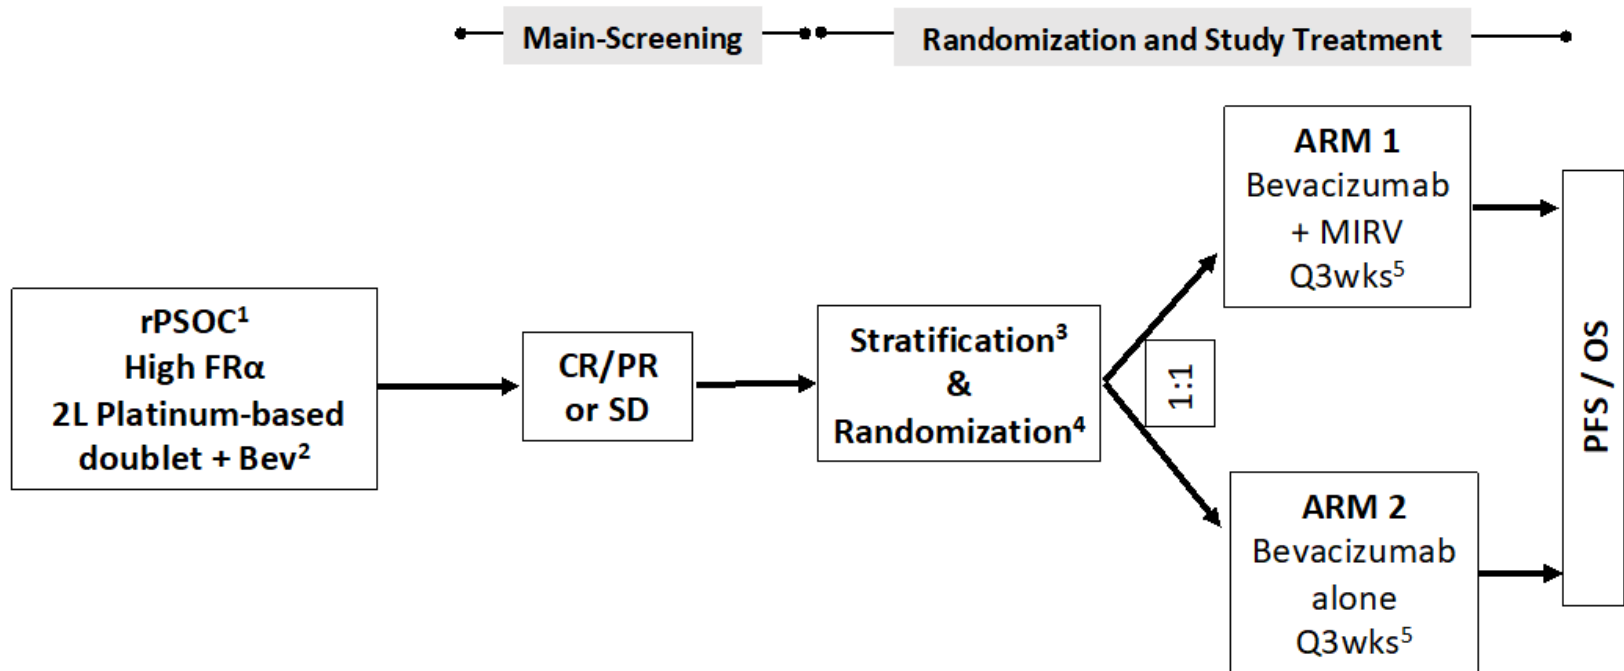 Main-Screening
Randomization and Study Treatment
rPSOC¹
High FRα
2L Platinum-based
doublet + Bev²
CR/PR
or SD
Stratification³
&
Randomization⁴
1:1
ARM 1
Bevacizumab
+ MIRV
Q3wks⁵
ARM 2
Bevacizumab
alone
Q3wks⁵
PFS / OS